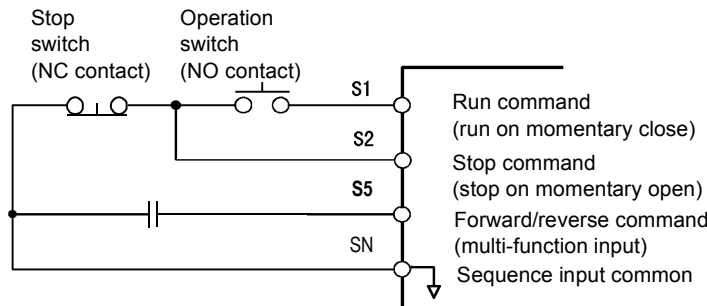 Stop
switch
(NC contact)
Operation
switch
(NO contact)
S1
Run command
(run on momentary close)
S2
Stop command
(stop on momentary open)
S5
Forward/reverse command
(multi-function input)
SN
Sequence input common